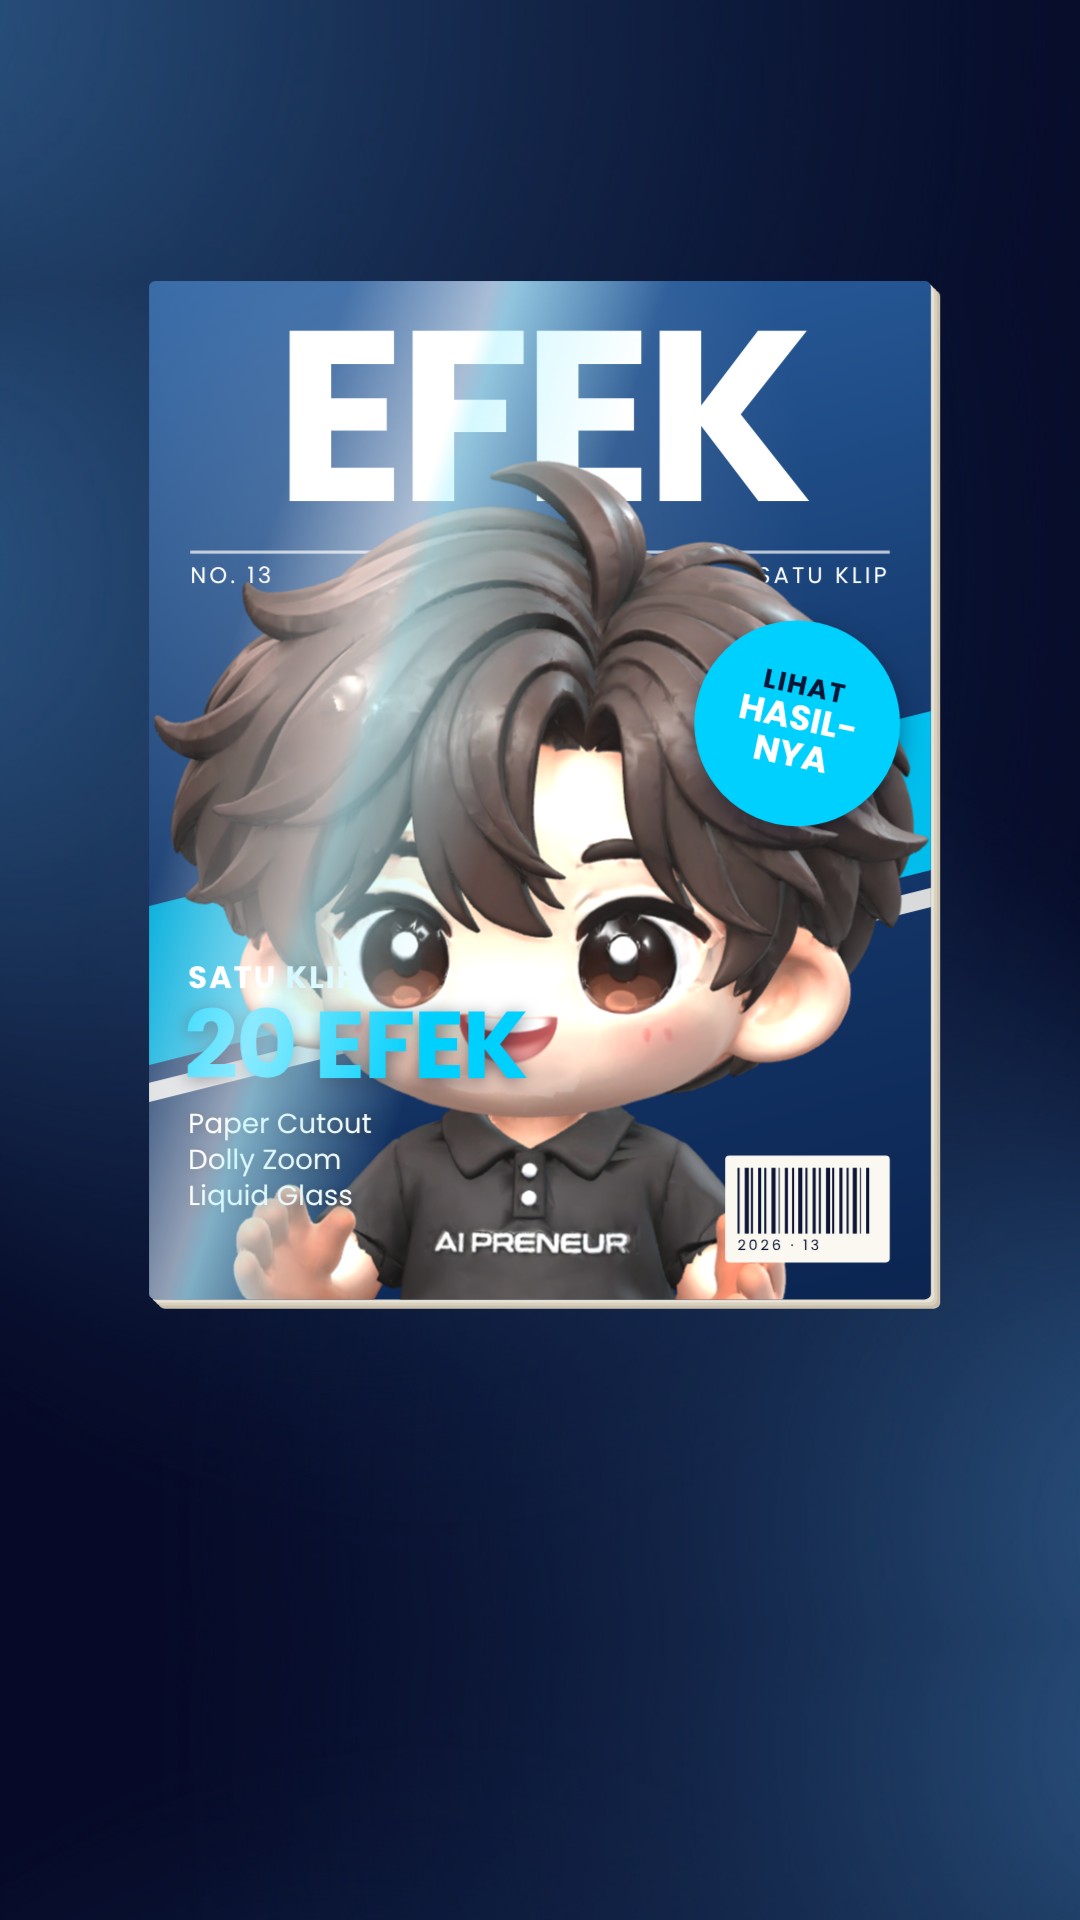 EFEK
NO. 13
SATU KLIP
LIHAT
HASIL-
NYA
SATU KLIP
20 EFEK
Paper Cutout
Dolly Zoom
Liquid Glass
AI PRENEUR
2026 · 13